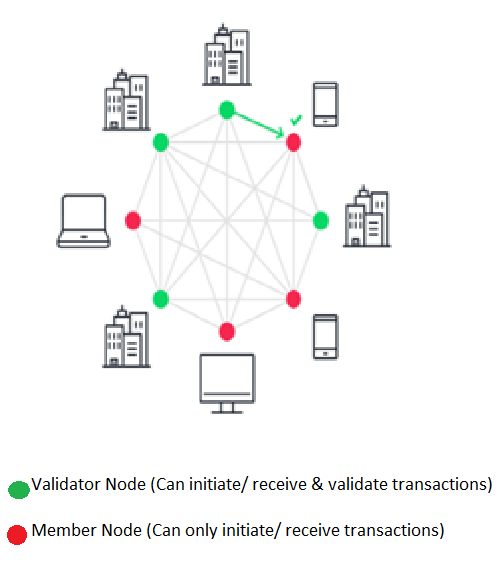 Validator Node (Can initiate/ receive & validate transactions)
Member Node (Can only initiate/ receive transactions)